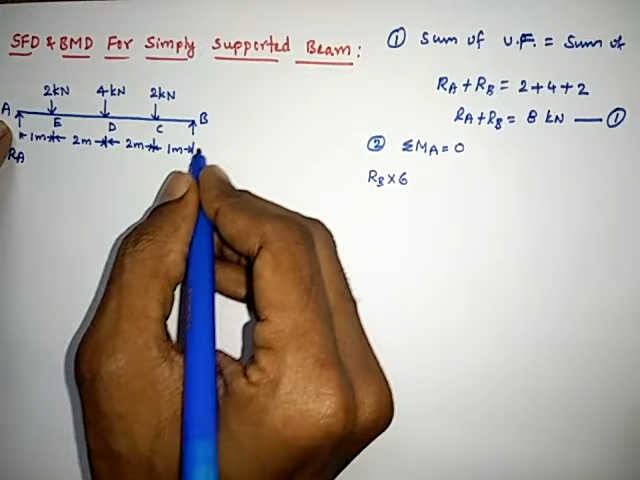 SFD & BMD For Simply Supported Beam :
2kN 4kN 2kN
A B
E D C
1m 2m 2m 1m
RA
① Sum of U.F. = Sum of
RA + RB = 2+4+2
RA+RB = 8 kN — ①
② ΣMA = 0
RB × 6